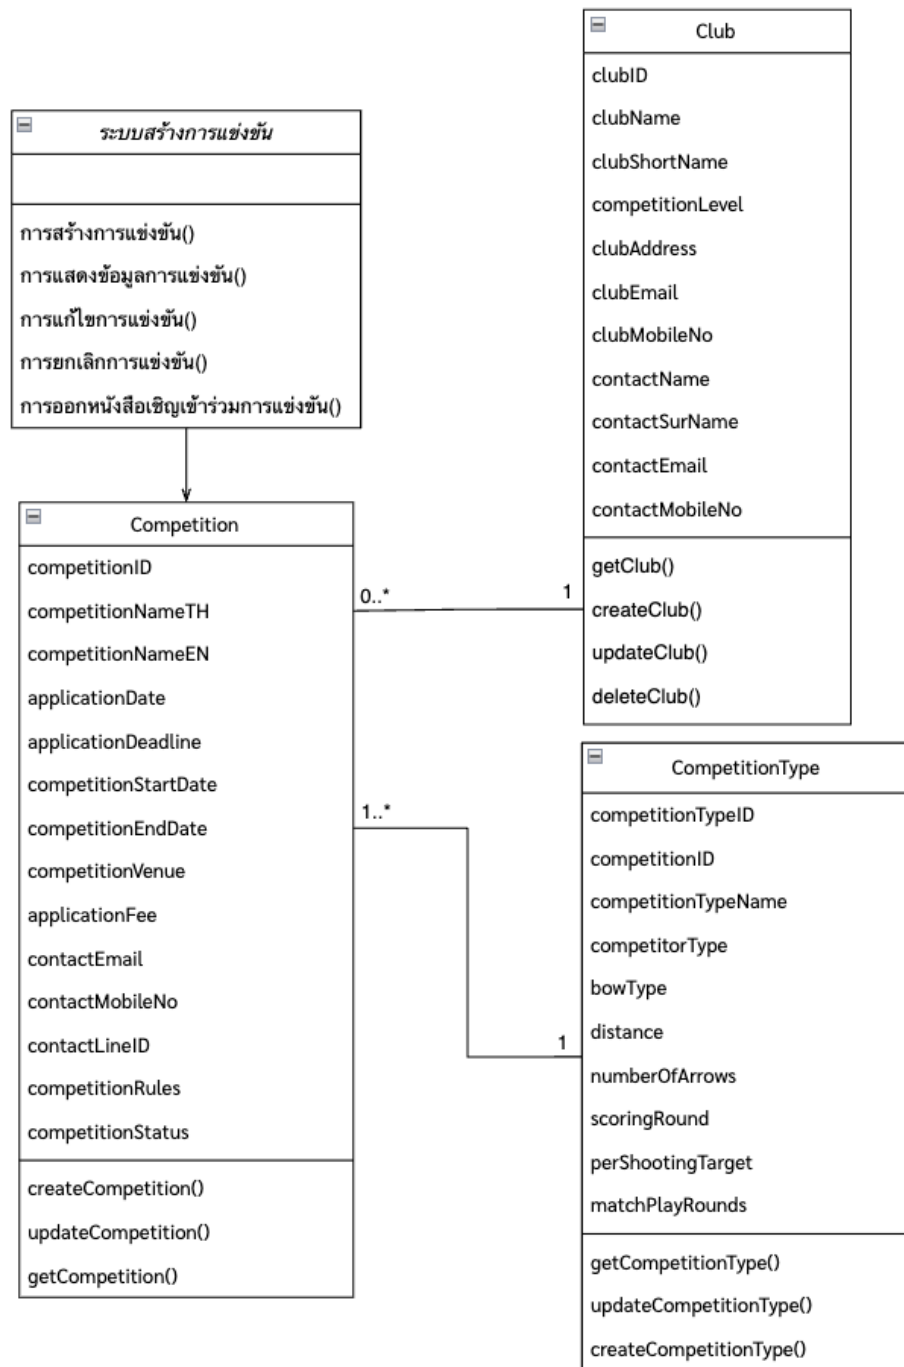 ระบบสร้างการแข่งขัน
การสร้างการแข่งขัน()
การแสดงข้อมูลการแข่งขัน()
การแก้ไขการแข่งขัน()
การยกเลิกการแข่งขัน()
การออกหนังสือเชิญเข้าร่วมการแข่งขัน()
Club
clubID
clubName
clubShortName
competitionLevel
clubAddress
clubEmail
clubMobileNo
contactName
contactSurName
contactEmail
contactMobileNo
getClub()
createClub()
updateClub()
deleteClub()
Competition
competitionID
competitionNameTH
competitionNameEN
applicationDate
applicationDeadline
competitionStartDate
competitionEndDate
competitionVenue
applicationFee
contactEmail
contactMobileNo
contactLineID
competitionRules
competitionStatus
createCompetition()
updateCompetition()
getCompetition()
0..*
1
1..*
1
CompetitionType
competitionTypeID
competitionID
competitionTypeName
competitorType
bowType
distance
numberOfArrows
scoringRound
perShootingTarget
matchPlayRounds
getCompetitionType()
updateCompetitionType()
createCompetitionType()